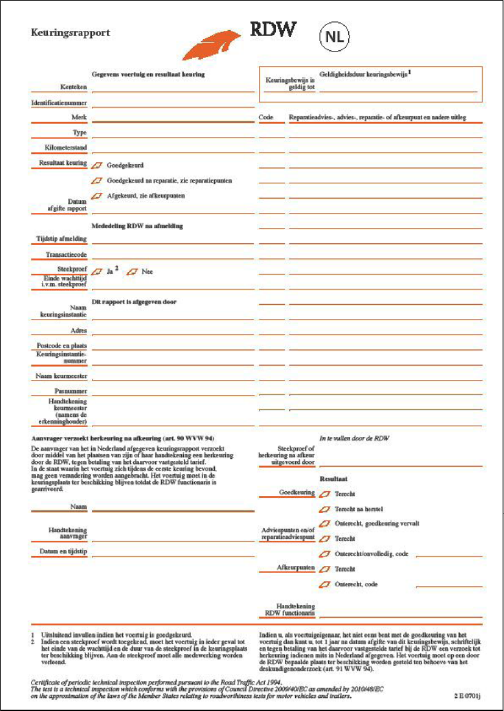 Keuringsrapport
RDW
NL
Gegevens voertuig en resultaat keuring
Kenteken
Identificatienummer
Merk
Type
Kilometerstand
Resultaat keuring
Goedgekeurd
Goedgekeurd na reparatie, zie reparatiepunten
Afgekeurd, zie afkeurpunten
Datum
afgifte rapport
Keuringsbewijs is
geldig tot
Geldigheidsduur keuringsbewijs 1
Code
Reparatieadvies-, advies-, reparatie- of afkeurpunt en nadere uitleg
Mededeling RDW na afmelding
Tijdstip afmelding
Transactiecode
Steekproef
Ja 2
Nee
Einde wachttijd
i.v.m. steekproef
Dit rapport is afgegeven door
Naam
keuringsinstantie
Adres
Postcode en plaats
Keuringsinstantie-
nummer
Naam keurmeester
Pasnummer
Handtekening
keurmeester
(namens de
erkenninghouder)
Aanvrager verzoekt herkeuring na afkeuring (art. 90 WVW 94)
De aanvrager van het in Nederland afgegeven keuringsrapport verzoekt
door middel van het plaatsen van zijn of haar handtekening een herkeuring
door de RDW, tegen betaling van het daarvoor vastgesteld tarief.
In de staat waarin het voertuig zich tijdens de eerste keuring bevond,
mag geen verandering worden aangebracht. Het voertuig moet in de
keuringsplaats ter beschikking blijven totdat de RDW functionaris is
gearriveerd.
Naam
Handtekening
aanvrager
Datum en tijdstip
In te vullen door de RDW
Steekproef of
herkeuring na afkeur
uitgevoerd door
Resultaat
Goedkeuring
Terecht
Terecht na herstel
Onterecht, goedkeuring vervalt
Adviespunten en/of
reparatieadviespunt
Terecht
Onterecht/onvolledig, code
Afkeurpunten
Terecht
Onterecht, code
Handtekening
RDW functionaris
1 Uitsluitend invullen indien het voertuig is goedgekeurd.
2 Indien een steekproef wordt toegekend, moet het voertuig in ieder geval tot
het einde van de wachttijd en de duur van de steekproef in de keuringsplaats
ter beschikking blijven. Aan de steekproef moet alle medewerking worden
verleend.
Indien u, als voertuigeigenaar, het niet eens bent met de goedkeuring van het
voertuig dan kunt u, tot 1 jaar na datum afgifte van dit keuringsbewijs, schriftelijk
en tegen betaling van het daarvoor vastgestelde tarief bij de RDW een verzoek tot
herkeuring indienen mits in Nederland afgegeven. Het voertuig moet op een door
de RDW bepaalde plaats ter beschikking worden gesteld ten behoeve van het
deskundigenonderzoek (art. 91 WVW 94).
Certificate of periodic technical inspection performed pursuant to the Road Traffic Act 1994.
The test is a technical inspection which conforms with the provisions of Council Directive 2009/40/EC as amended by 2010/48/EC
on the approximation of the laws of the Member States relating to roadworthiness tests for motor vehicles and trailers.
2 E 0701j